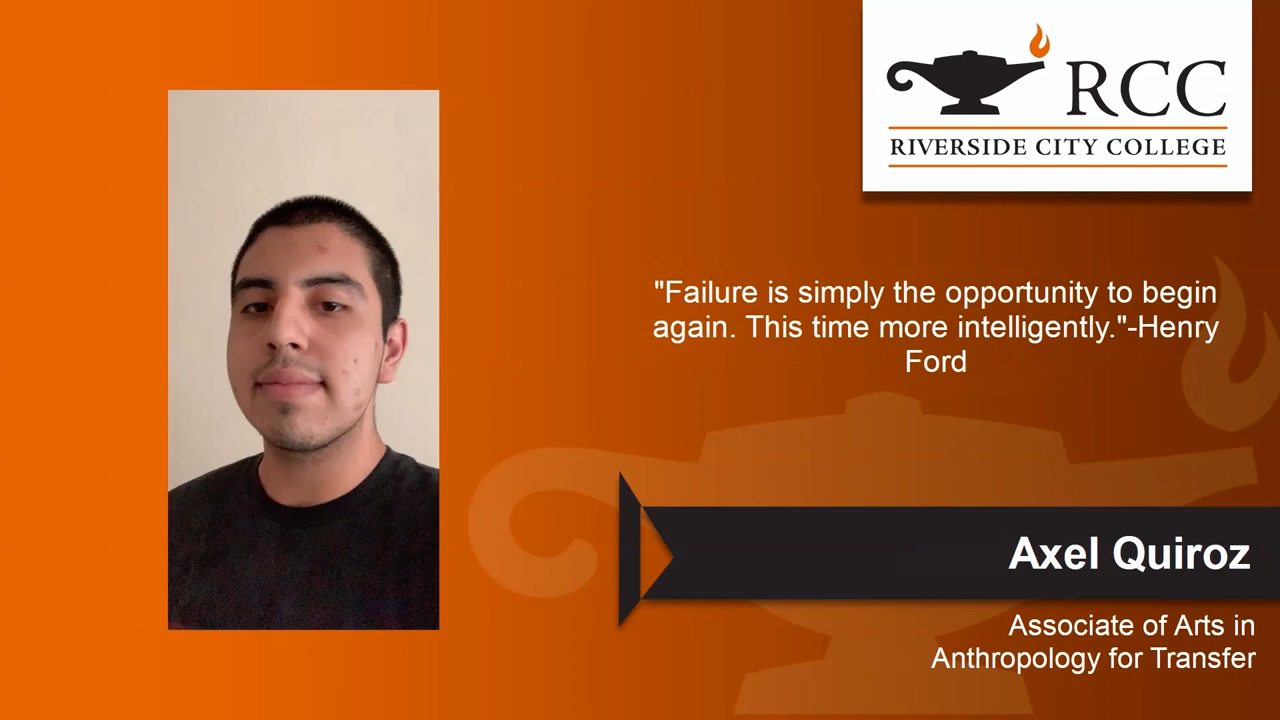 RCC
RIVERSIDE CITY COLLEGE
"Failure is simply the opportunity to begin
again. This time more intelligently."-Henry
Ford
Axel Quiroz
Associate of Arts in
Anthropology for Transfer